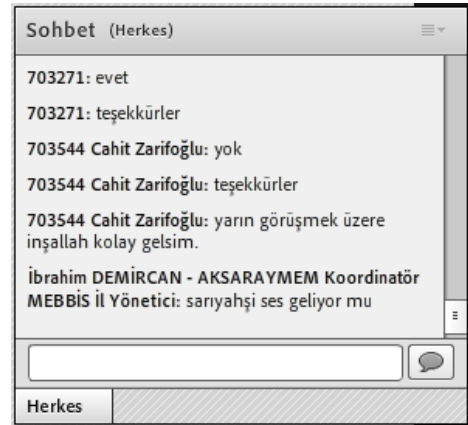 Sohbet (Herkes)
703271: evet
703271: teşekkürler
703544 Cahit Zarifoğlu: yok
703544 Cahit Zarifoğlu: teşekkürler
703544 Cahit Zarifoğlu: yarın görüşmek üzere
inşallah kolay gelsim.
İbrahim DEMİRCAN - AKSARAYMEM Koordinatör
MEBBİS İl Yönetici: sarıyahşi ses geliyor mu
Herkes